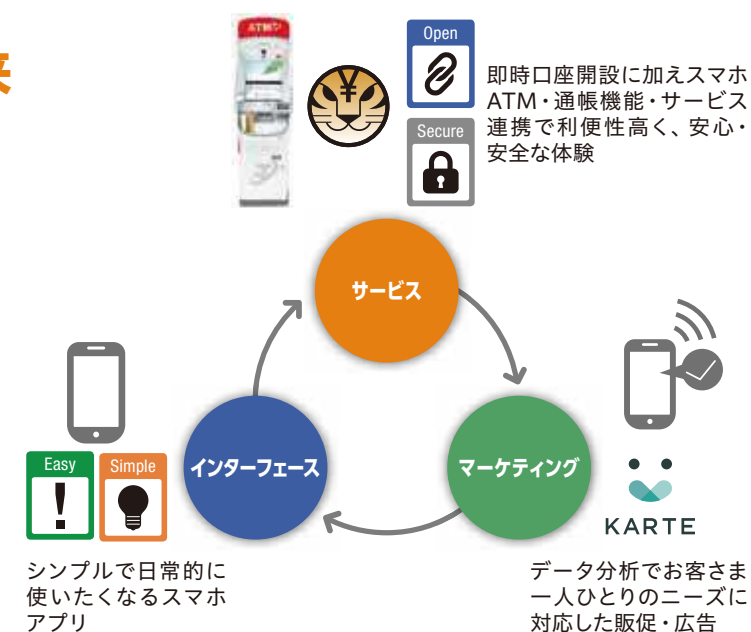 来
ATM
Open
Secure
即時口座開設に加えスマホ
ATM・通帳機能・サービス
連携で利便性高く、安心・
安全な体験
サービス
インターフェース
マーケティング
Easy
Simple
KARTE
シンプルで日常的に
使いたくなるスマホ
アプリ
データ分析でお客さま
一人ひとりのニーズに
対応した販促・広告